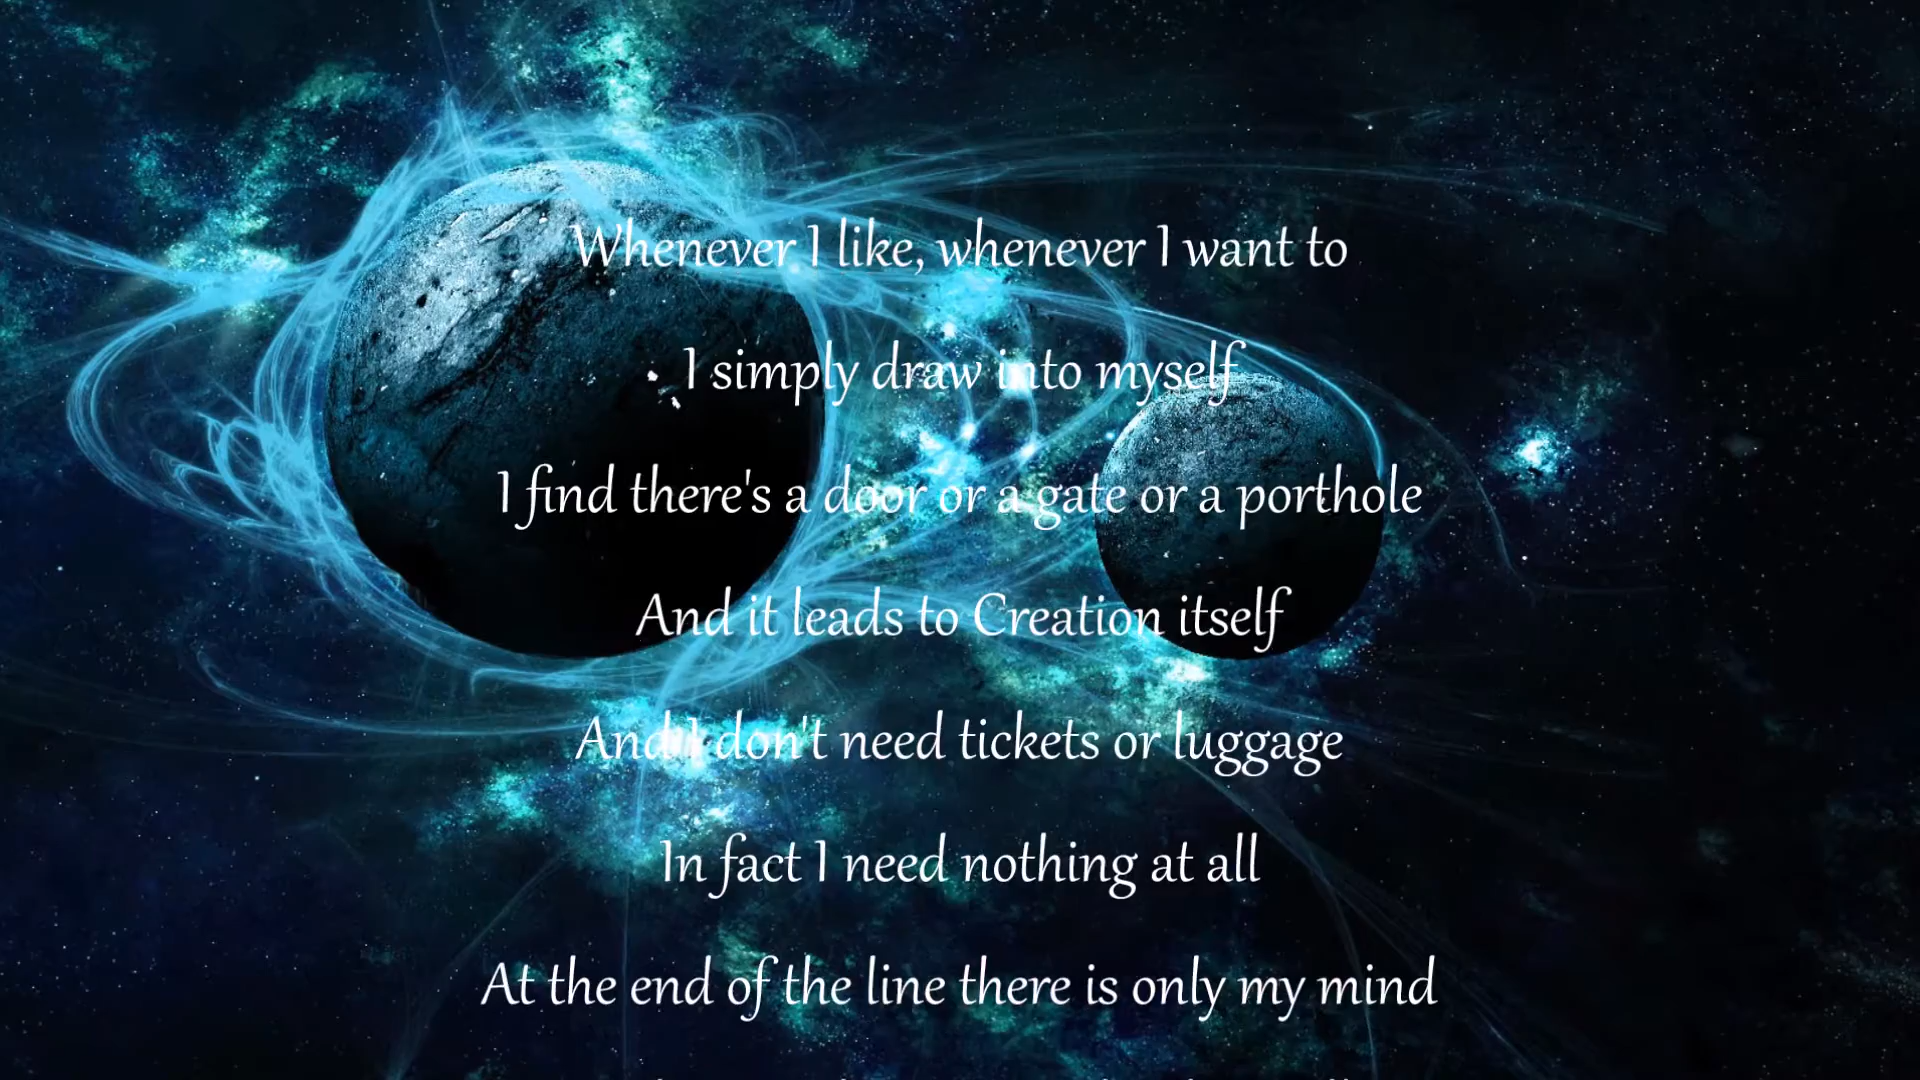 Whenever I like, whenever I want to
I simply draw into myself
I find there's a door or a gate or a porthole
And it leads to Creation itself
And I don't need tickets or luggage
In fact I need nothing at all
At the end of the line there is only my mind